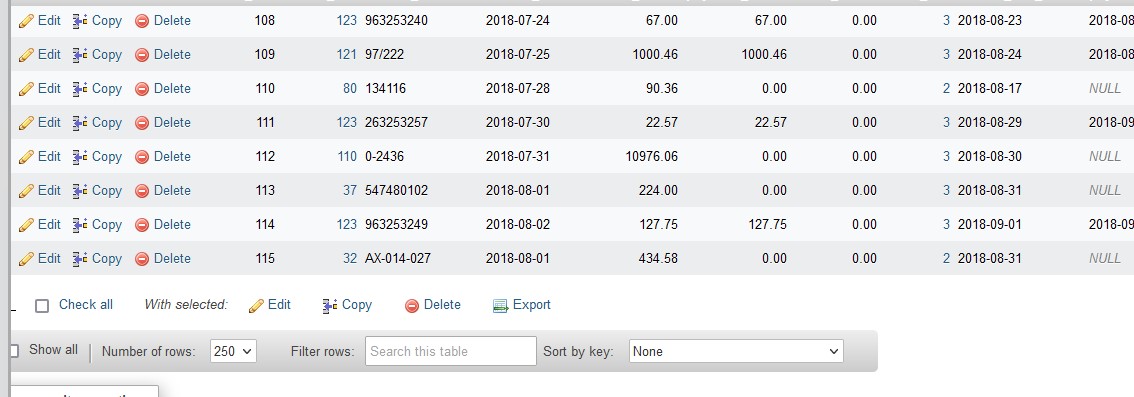 Edit Copy Delete 108 123 963253240 2018-07-24 67.00 67.00 0.00 3 2018-08-23 2018-08
Edit Copy Delete 109 121 97/222 2018-07-25 1000.46 1000.46 0.00 3 2018-08-24 2018-08
Edit Copy Delete 110 80 134116 2018-07-28 90.36 0.00 0.00 2 2018-08-17 NULL
Edit Copy Delete 111 123 263253257 2018-07-30 22.57 22.57 0.00 3 2018-08-29 2018-09
Edit Copy Delete 112 110 0-2436 2018-07-31 10976.06 0.00 0.00 3 2018-08-30 NULL
Edit Copy Delete 113 37 547480102 2018-08-01 224.00 0.00 0.00 3 2018-08-31 NULL
Edit Copy Delete 114 123 963253249 2018-08-02 127.75 127.75 0.00 3 2018-09-01 2018-09
Edit Copy Delete 115 32 AX-014-027 2018-08-01 434.58 0.00 0.00 2 2018-08-31 NULL
Check all With selected: Edit Copy Delete Export
Show all Number of rows: 250 Filter rows: Search this table Sort by key: None